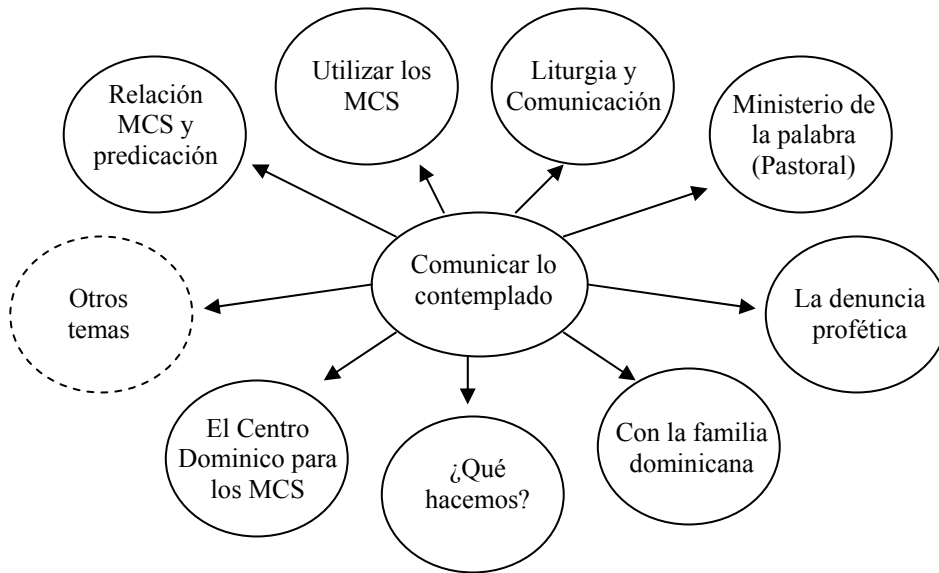 Relación
MCS y
predicación
Utilizar los
MCS
Liturgia y
Comunicación
Ministerio de
la palabra
(Pastoral)
Otros
temas
Comunicar lo
contemplado
La denuncia
profética
El Centro
Dominico para
los MCS
¿Qué
hacemos?
Con la familia
dominicana